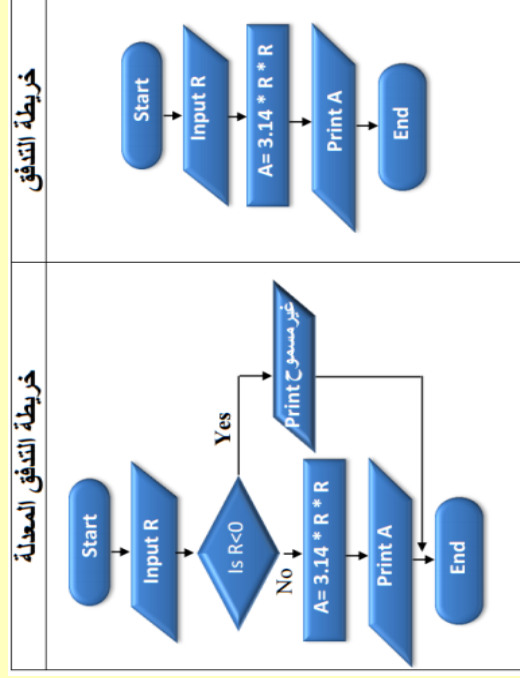 خريطة التدفق
Start
Input R
A= 3.14 * R * R
Print A
End
خريطة التدفق المعدلة
Start
Input R
Is R<0
Yes
Print غير مسموح
No
A= 3.14 * R * R
Print A
End